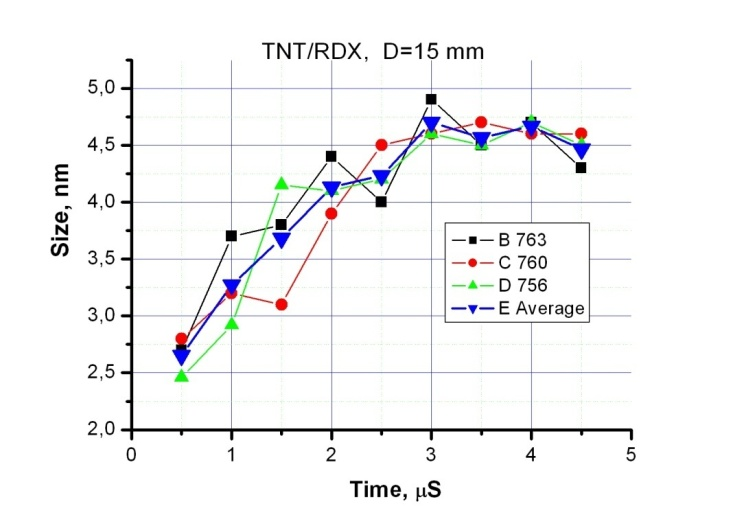 TNT/RDX, D=15 mm
5,0
4,5
4,0
3,5
3,0
2,5
2,0
Size, nm
B 763
C 760
D 756
E Average
0 1 2 3 4 5
Time, μS